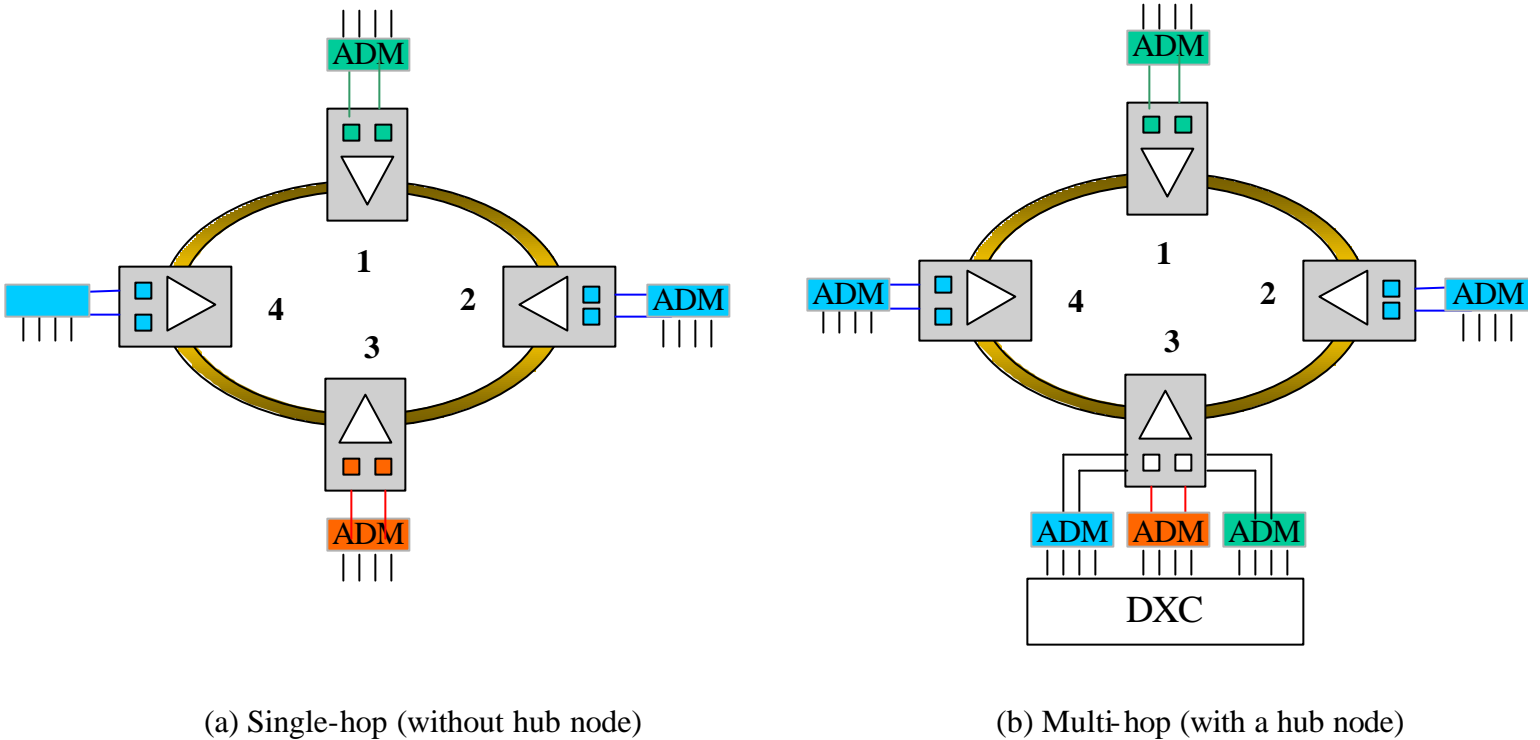 ADM
1
4
2
ADM
3
ADM
(a) Single-hop (without hub node)
ADM
1
ADM
4
2
ADM
3
ADM
ADM
ADM
DXC
(b) Multi-hop (with a hub node)